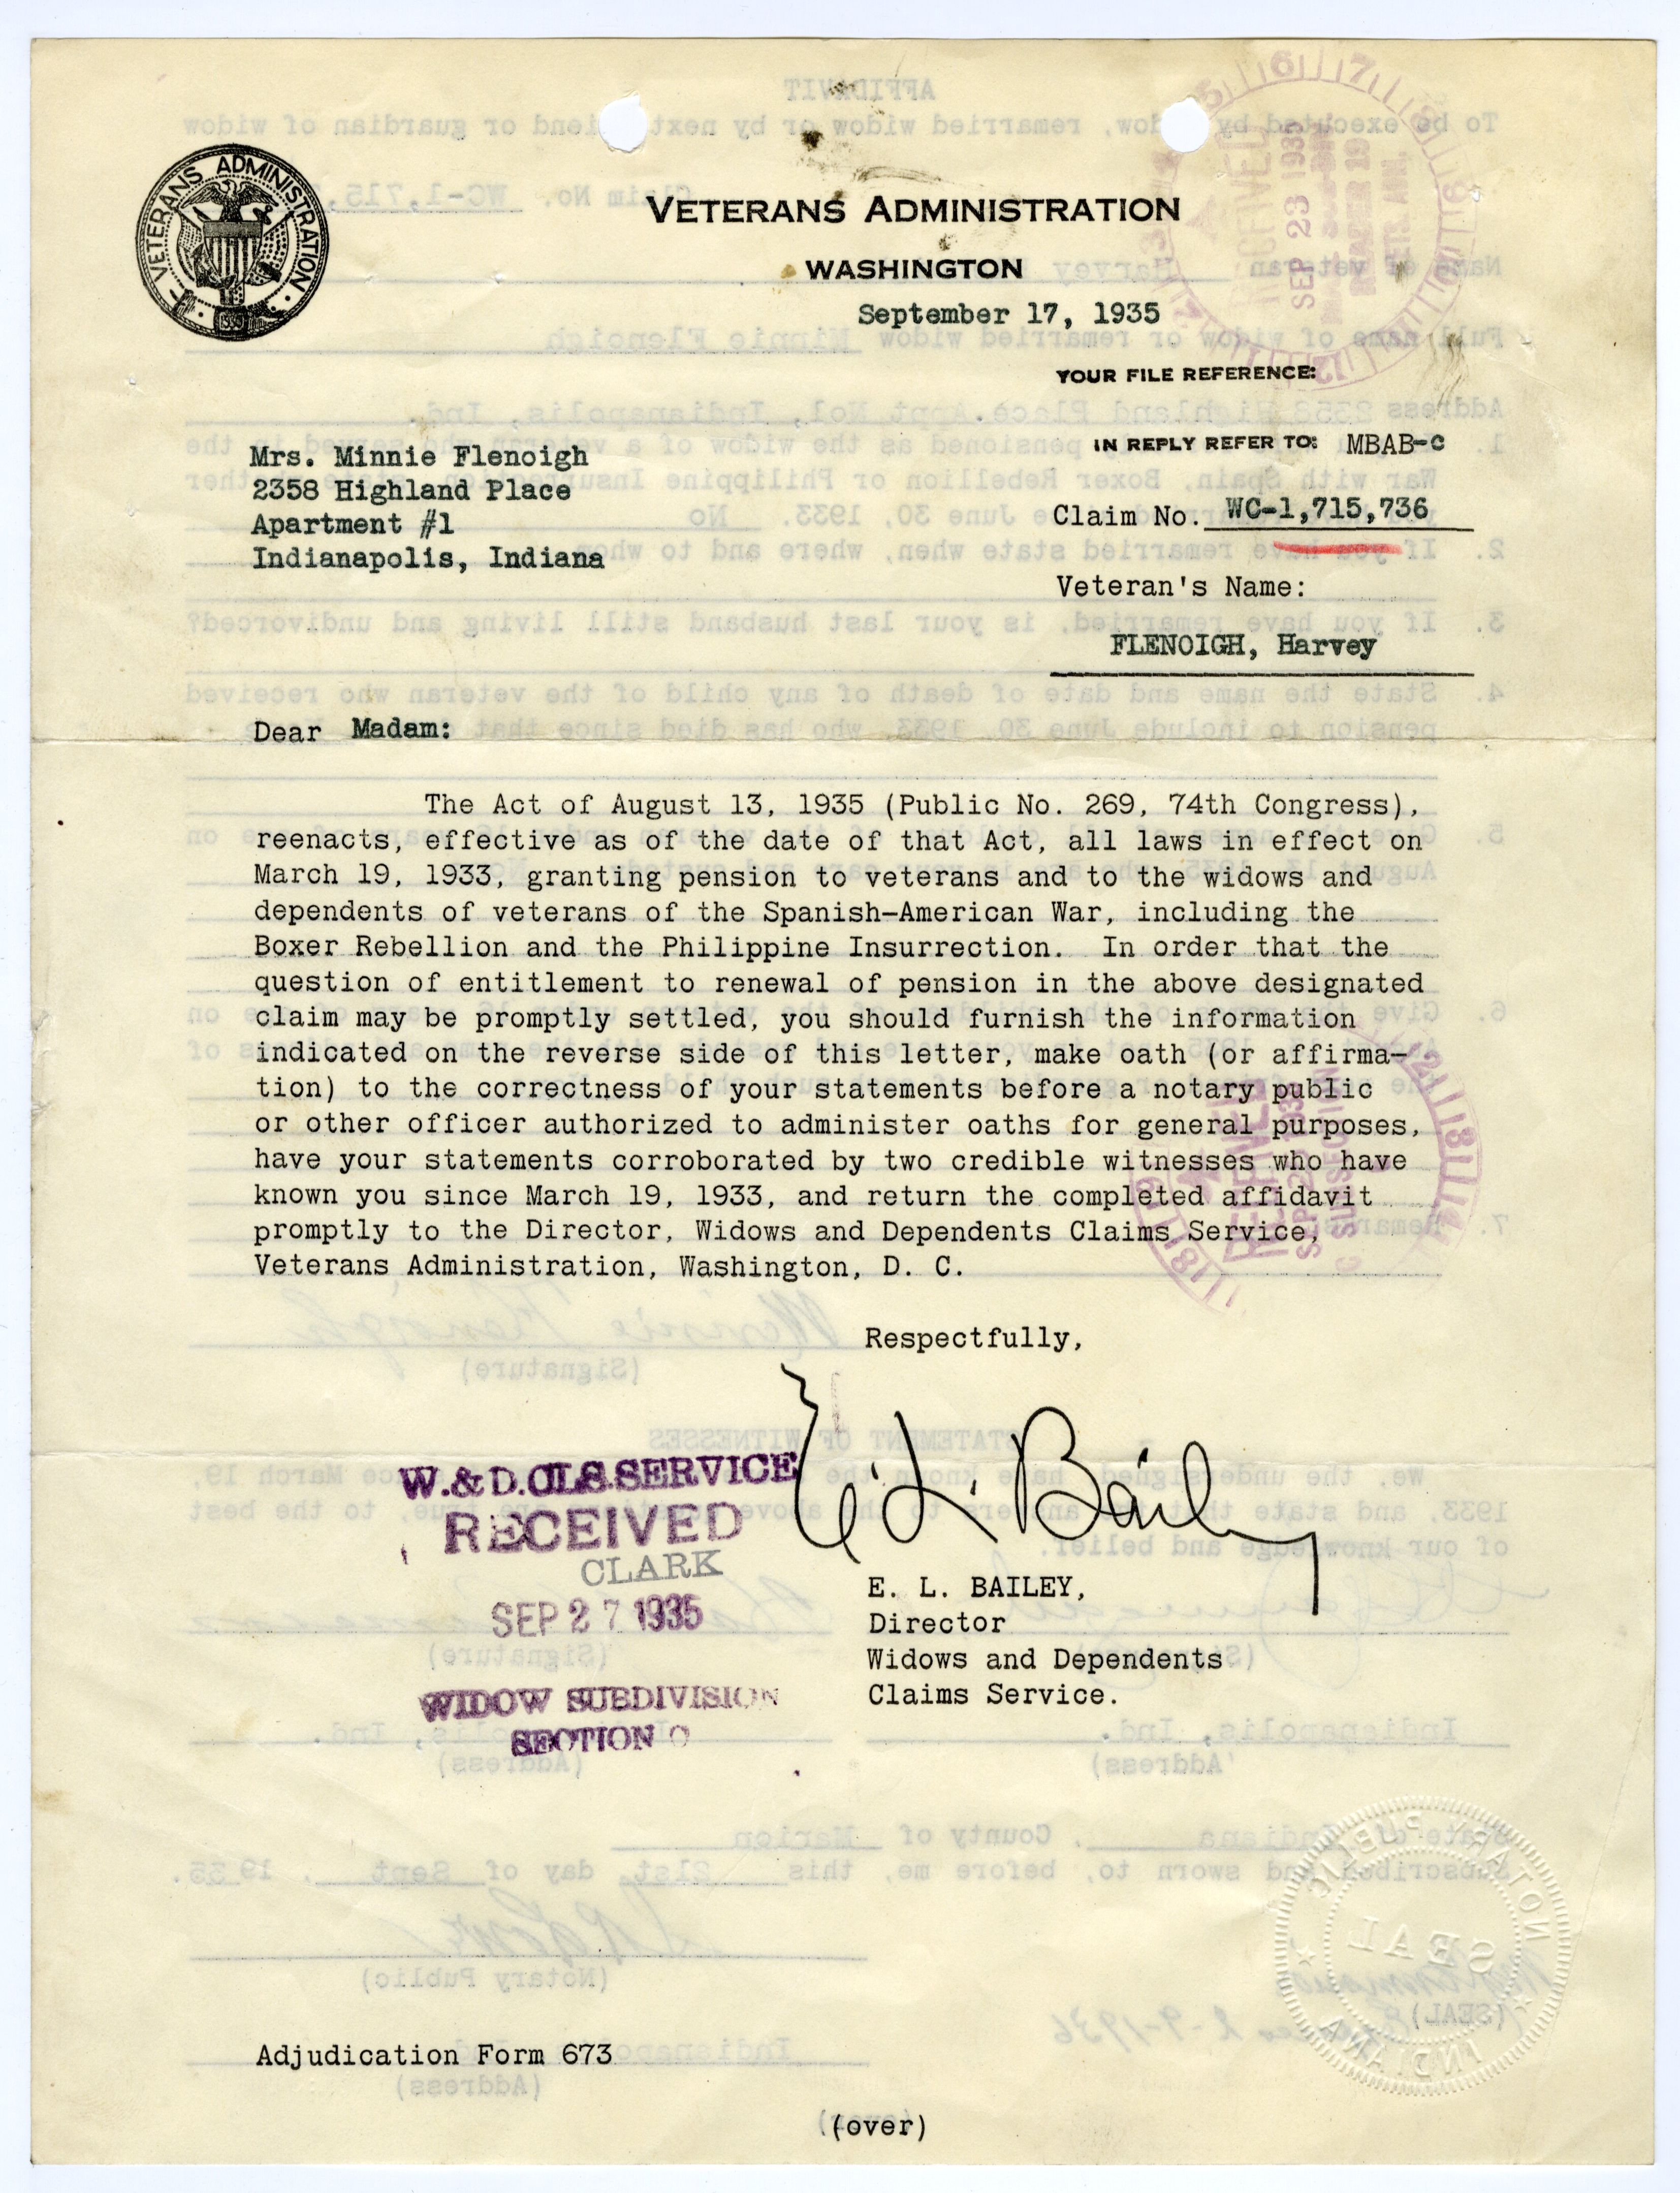 VETERANS ADMINISTRATION
VETERANS ADMINISTRATION
WASHINGTON
September 17, 1935
YOUR FILE REFERENCE:
IN REPLY REFER TO: MBAB-C
Mrs. Minnie Flenoigh
2358 Highland Place
Apartment #1
Indianapolis, Indiana
Claim No. WC-1,715,736
Veteran's Name:
FLENOIGH, Harvey
Dear Madam:
The Act of August 13, 1935 (Public No. 269, 74th Congress),
reenacts, effective as of the date of that Act, all laws in effect on
March 19, 1933, granting pension to veterans and to the widows and
dependents of veterans of the Spanish-American War, including the
Boxer Rebellion and the Philippine Insurrection. In order that the
question of entitlement to renewal of pension in the above designated
claim may be promptly settled, you should furnish the information
indicated on the reverse side of this letter, make oath (or affirma-
tion) to the correctness of your statements before a notary public
or other officer authorized to administer oaths for general purposes,
have your statements corroborated by two credible witnesses who have
known you since March 19, 1933, and return the completed affidavit
promptly to the Director, Widows and Dependents Claims Service,
Veterans Administration, Washington, D. C.
Respectfully,
E. L. Bailey
E. L. BAILEY,
Director
Widows and Dependents
Claims Service.
W. & D. CLS. SERVICE
RECEIVED
CLARK
SEP 27 1935
WIDOW SUBDIVISION
SECTION C
NOTARY PUBLIC
SEAL
INDIANA
Adjudication Form 673
(over)